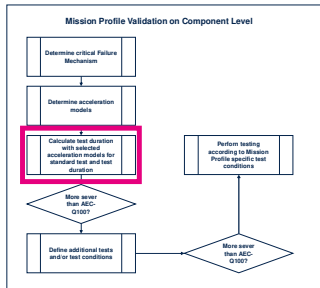 Mission Profile Validation on Component Level
Determine critical Failure
Mechanism
Determine acceleration
models
Calculate test duration
with selected
acceleration models for
standard test and test
duration
More sever
than AEC-
Q100?
Define additional tests
and/or test conditions
More sever
than AEC-
Q100?
Perfom testing
according to Mission
Profile specific test
conditions